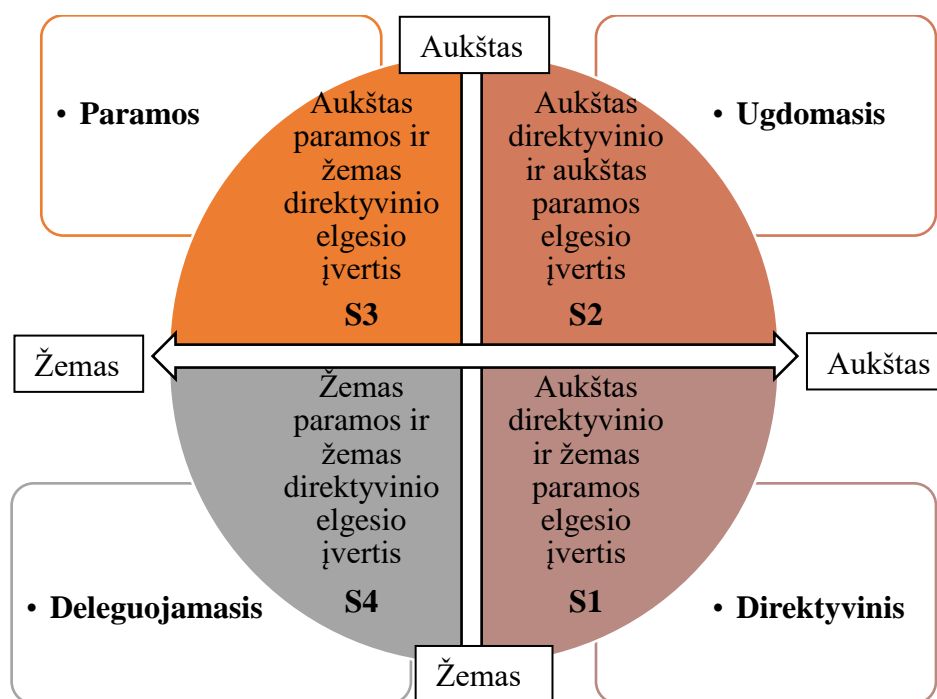 Aukštas
• Paramos
Aukštas
paramos ir
žemas
direktyvinio
elgesio
įvertis
S3
Aukštas
direktyvinio
ir aukštas
paramos
elgesio
įvertis
S2
• Ugdomasis
Žemas
Aukštas
• Deleguojamasis
Žemas
paramos ir
žemas
direktyvinio
elgesio
įvertis
S4
Aukštas
direktyvinio
ir žemas
paramos
elgesio
įvertis
S1
• Direktyvinis
Žemas